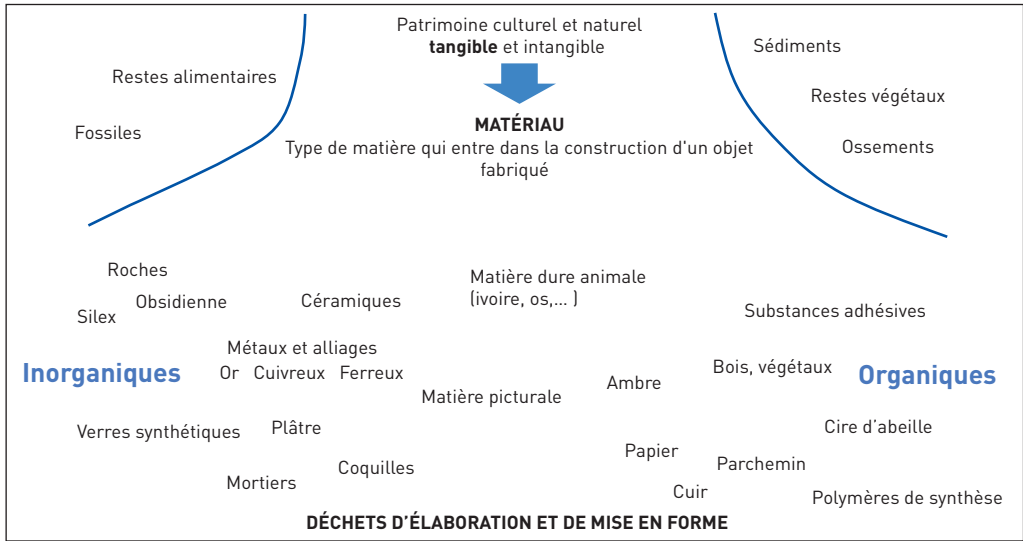 Patrimoine culturel et naturel
tangible et intangible
Sédiments
Restes alimentaires
Restes végétaux
Fossiles
MATÉRIAU
Ossements
Type de matière qui entre dans la construction d'un objet
fabriqué
Roches
Matière dure animale
(ivoire, os,... )
Obsidienne
Céramiques
Silex
Substances adhésives
Métaux et alliages
Inorganiques
Or Cuivreux Ferreux
Bois, végétaux
Organiques
Ambre
Matière picturale
Verres synthétiques
Plâtre
Cire d’abeille
Papier
Parchemin
Coquilles
Mortiers
Cuir
Polymères de synthèse
DÉCHETS D’ÉLABORATION ET DE MISE EN FORME